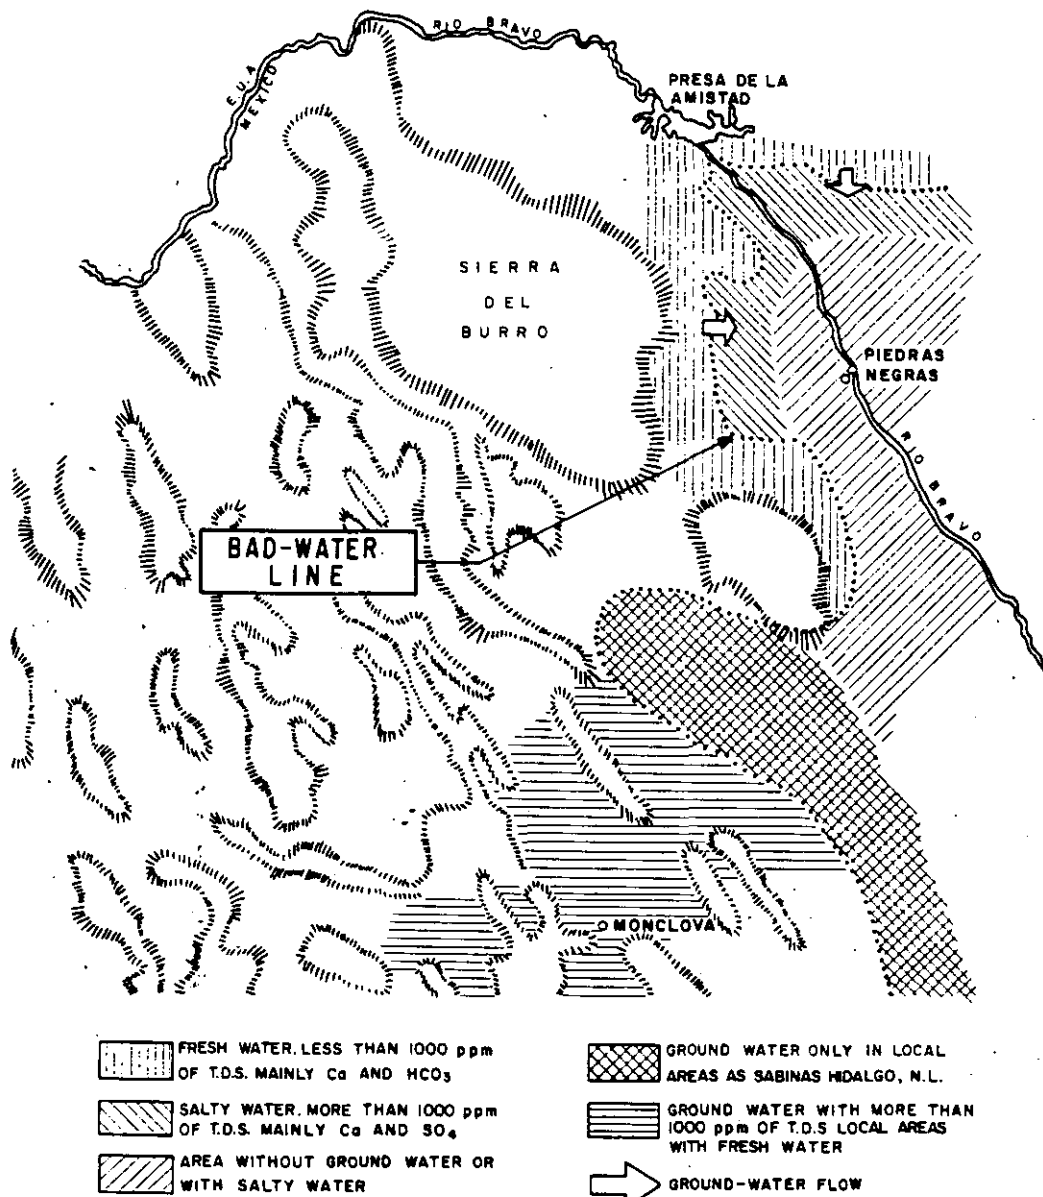 RIO BRAVO
E.U.A
MEXICO
PRESA DE LA
AMISTAD
SIERRA
DEL
BURRO
PIEDRAS
NEGRAS
RIO BRAVO
BAD-WATER
LINE
MONCLOVA
FRESH WATER. LESS THAN 1000 ppm
OF T.D.S. MAINLY Ca AND HCO3
SALTY WATER. MORE THAN 1000 ppm
OF T.D.S. MAINLY Ca AND SO4
AREA WITHOUT GROUND WATER OR
WITH SALTY WATER
GROUND WATER ONLY IN LOCAL
AREAS AS SABINAS HIDALGO, N.L.
GROUND WATER WITH MORE THAN
1000 ppm OF T.D.S LOCAL AREAS
WITH FRESH WATER
GROUND-WATER FLOW